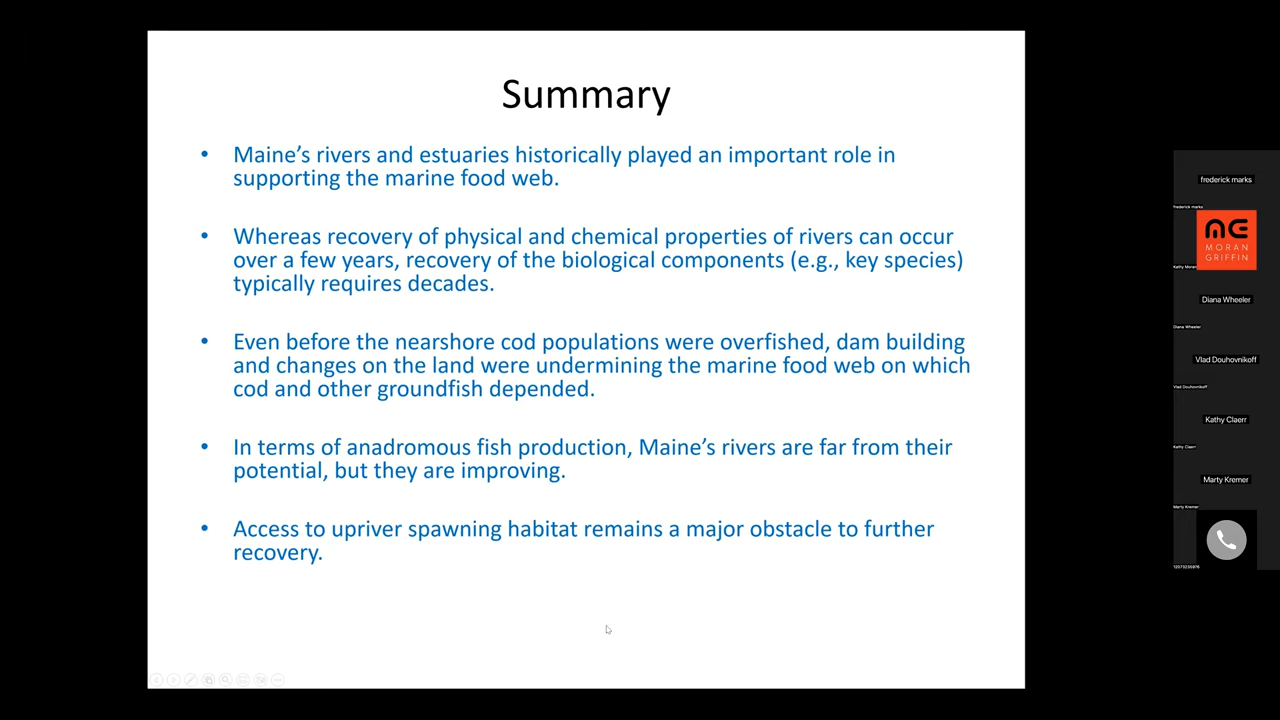 Summary
• Maine's rivers and estuaries historically played an important role in
supporting the marine food web.
• Whereas recovery of physical and chemical properties of rivers can occur
over a few years, recovery of the biological components (e.g., key species)
typically requires decades.
• Even before the nearshore cod populations were overfished, dam building
and changes on the land were undermining the marine food web on which
cod and other groundfish depended.
• In terms of anadromous fish production, Maine's rivers are far from their
potential, but they are improving.
• Access to upriver spawning habitat remains a major obstacle to further
recovery.
frederick marks
frederick marks
MORAN
GRIFFIN
Kathy Moran
Diana Wheeler
Diana Wheeler
Vlad Douhovnikoff
Vlad Douhovnikoff
Kathy Claerr
Kathy Claerr
Marty Kremer
Marty Kremer